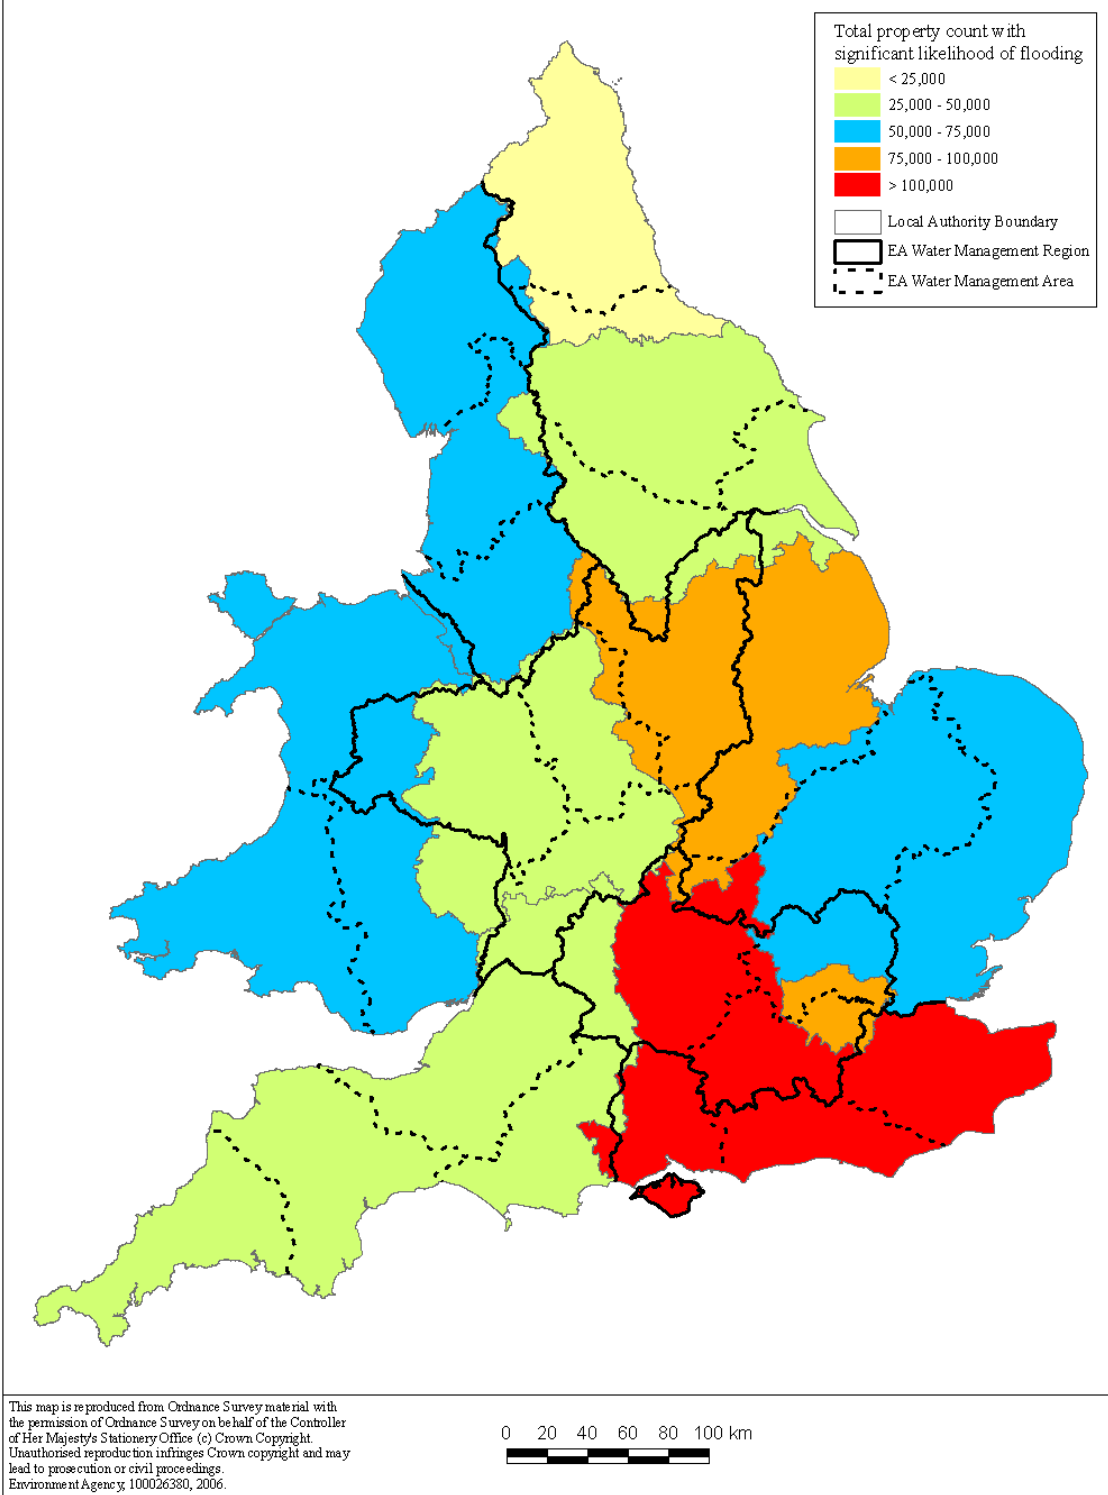 Total property count with
significant likelihood of flooding
< 25,000
25,000 - 50,000
50,000 - 75,000
75,000 - 100,000
> 100,000
Local Authority Boundary
EA Water Management Region
EA Water Management Area
This map is reproduced from Ordnance Survey material with
the permission of Ordnance Survey on behalf of the Controller
of Her Majesty's Stationery Office (c) Crown Copyright.
Unauthorised reproduction infringes Crown copyright and may
lead to prosecution or civil proceedings.
Environment Agency, 100026380, 2006.
0 20 40 60 80 100 km